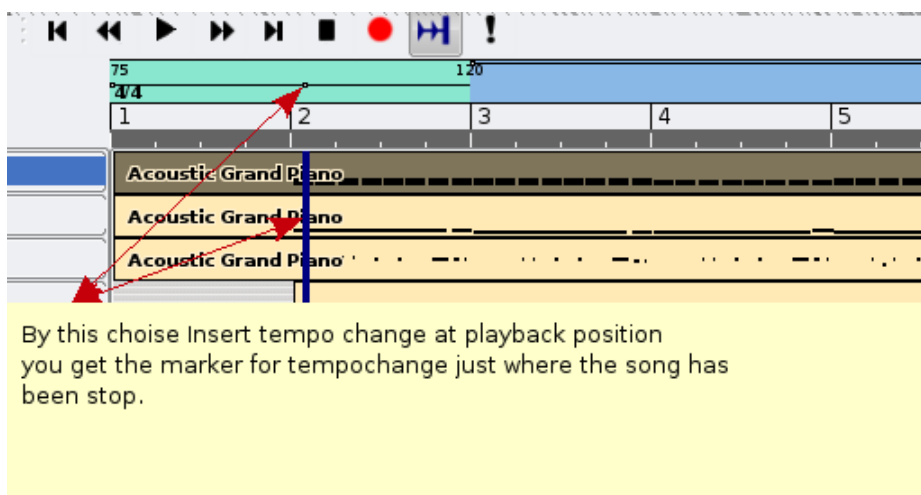 75 120
4/4
1 2 3 4 5
Acoustic Grand Piano
Acoustic Grand Piano
Acoustic Grand Piano
By this choise Insert tempo change at playback position
you get the marker for tempochange just where the song has
been stop.